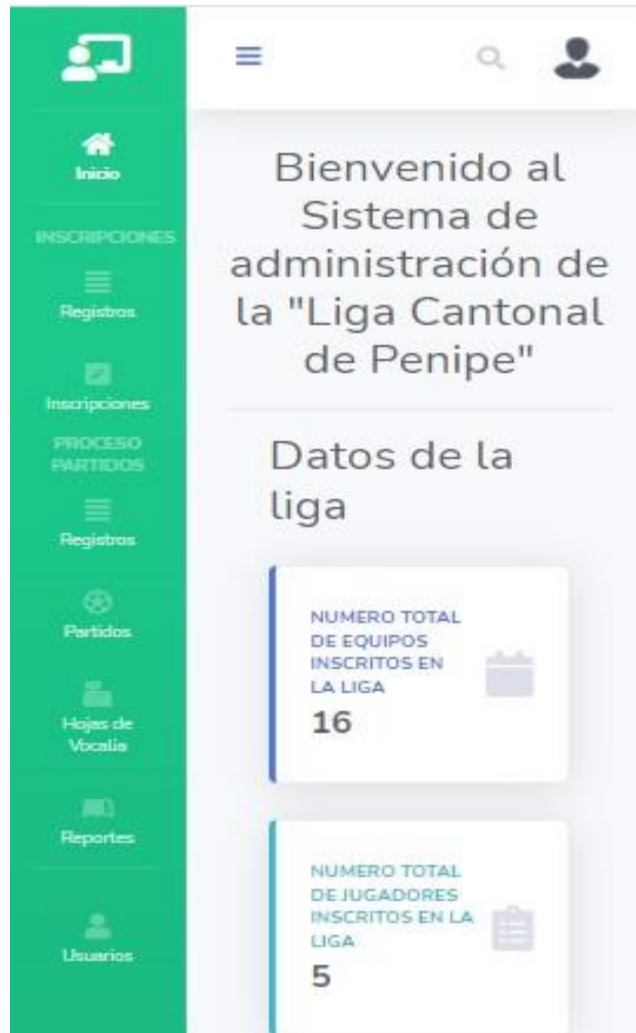 Inicio
INSCRIPCIONES
Registros
Inscripciones
PROCESO
PARTIDOS
Registros
Partidos
Hojas de
Vocalia
Reportes
Usuarios
Bienvenido al
Sistema de
administración de
la "Liga Cantonal
de Penipe"
Datos de la
liga
NUMERO TOTAL
DE EQUIPOS
INSCRITOS EN
LA LIGA
16
NUMERO TOTAL
DE JUGADORES
INSCRITOS EN LA
LIGA
5